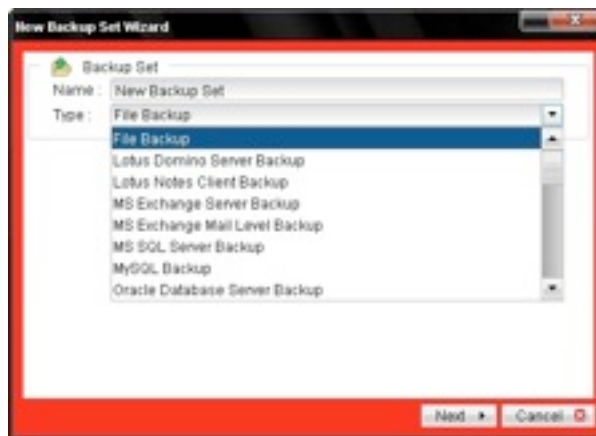 New Backup Set Wizard
Backup Set
Name : New Backup Set
Type : File Backup
File Backup
Lotus Domino Server Backup
Lotus Notes Client Backup
MS Exchange Server Backup
MS Exchange Mail Level Backup
MS SQL Server Backup
MySQL Backup
Oracle Database Server Backup
Next Cancel